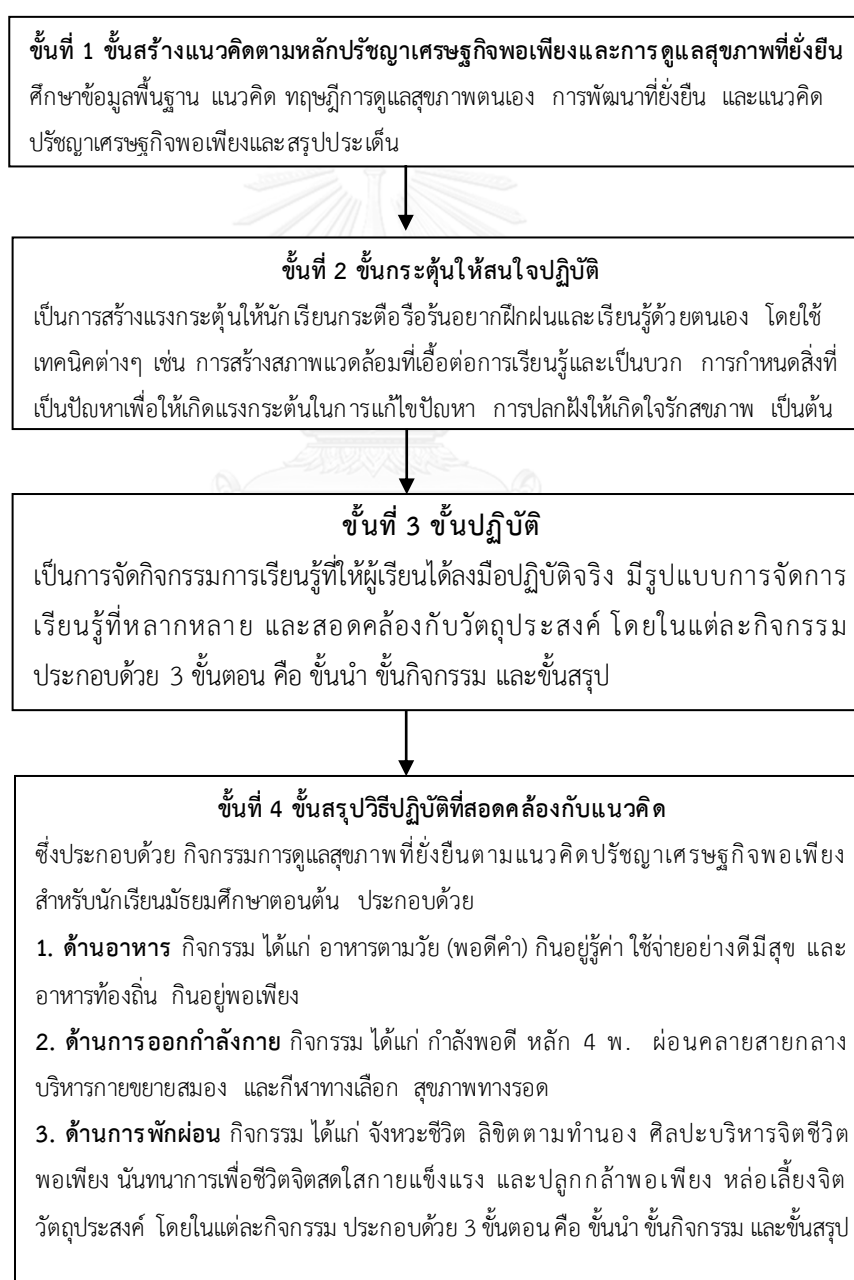 ขั้นที่ 1 ขั้นสร้างแนวคิดตามหลักปรัชญาเศรษฐกิจพอเพียงและการดูแลสุขภาพที่ยั่งยืน
ศึกษาข้อมูลพื้นฐาน แนวคิด ทฤษฎีการดูแลสุขภาพตนเอง การพัฒนาที่ยั่งยืน และแนวคิด
ปรัชญาเศรษฐกิจพอเพียงและสรุปประเด็น
ขั้นที่ 2 ขั้นกระตุ้นให้สนใจปฏิบัติ
เป็นการสร้างแรงกระตุ้นให้นักเรียนกระตือรือร้นอยากฝึกฝนและเรียนรู้ด้วยตนเอง โดยใช้
เทคนิคต่างๆ เช่น การสร้างสภาพแวดล้อมที่เอื้อต่อการเรียนรู้และเป็นบวก การกำหนดสิ่งที่
เป็นปัญหาเพื่อให้เกิดแรงกระตุ้นในการแก้ไขปัญหา การปลูกฝังให้เกิดใจรักสุขภาพ เป็นต้น
ขั้นที่ 3 ขั้นปฏิบัติ
เป็นการจัดกิจกรรมการเรียนรู้ที่ให้ผู้เรียนได้ลงมือปฏิบัติจริง มีรูปแบบการจัดการ
เรียนรู้ที่หลากหลาย และสอดคล้องกับวัตถุประสงค์ โดยในแต่ละกิจกรรม
ประกอบด้วย 3 ขั้นตอน คือ ขั้นนำ ขั้นกิจกรรม และขั้นสรุป
ขั้นที่ 4 ขั้นสรุปวิธีปฏิบัติที่สอดคล้องกับแนวคิด
ซึ่งประกอบด้วย กิจกรรมการดูแลสุขภาพที่ยั่งยืนตามแนวคิดปรัชญาเศรษฐกิจพอเพียง
สำหรับนักเรียนมัธยมศึกษาตอนต้น ประกอบด้วย
1. ด้านอาหาร กิจกรรม ได้แก่ อาหารตามวัย (พอดีคำ) กินอยู่รู้ค่า ใช้จ่ายอย่างดีมีสุข และ
อาหารท้องถิ่น กินอยู่พอเพียง
2. ด้านการออกกำลังกาย กิจกรรม ได้แก่ กำลังพอดี หลัก 4 พ. ผ่อนคลายสายกลาง
บริหารกายขยายสมอง และกีฬาทางเลือก สุขภาพทางรอด
3. ด้านการพักผ่อน กิจกรรม ได้แก่ จังหวะชีวิต ลิขิตตามทำนอง ศิลปะบริหารจิตชีวิต
พอเพียง นันทนาการเพื่อชีวิตจิตสดใสกายแข็งแรง และปลูกกล้าพอเพียง หล่อเลี้ยงจิต
วัตถุประสงค์ โดยในแต่ละกิจกรรม ประกอบด้วย 3 ขั้นตอน คือ ขั้นนำ ขั้นกิจกรรม และขั้นสรุป